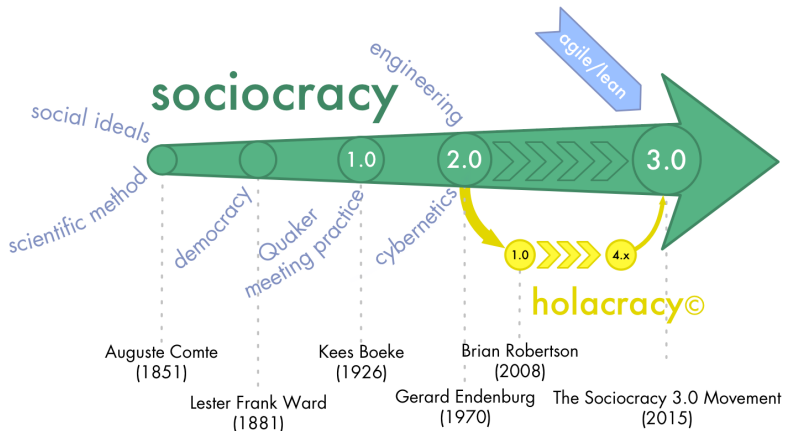 sociocracy
social ideals
scientific method
democracy
Quaker
meeting practice
engineering
cybernetics
agile/lean
1.0
2.0
3.0
1.0
4.x
holacracy©
Auguste Comte
(1851)
Lester Frank Ward
(1881)
Kees Boeke
(1926)
Gerard Endenburg
(1970)
Brian Robertson
(2008)
The Sociocracy 3.0 Movement
(2015)